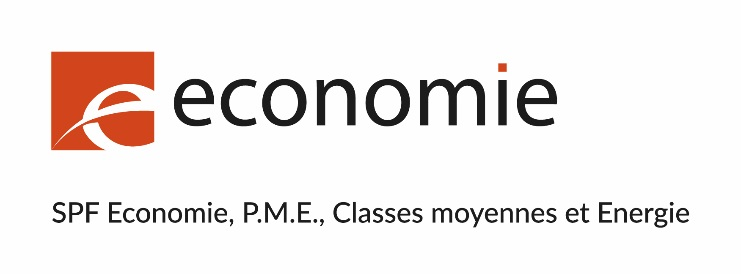 e economie
SPF Economie, P.M.E., Classes moyennes et Energie